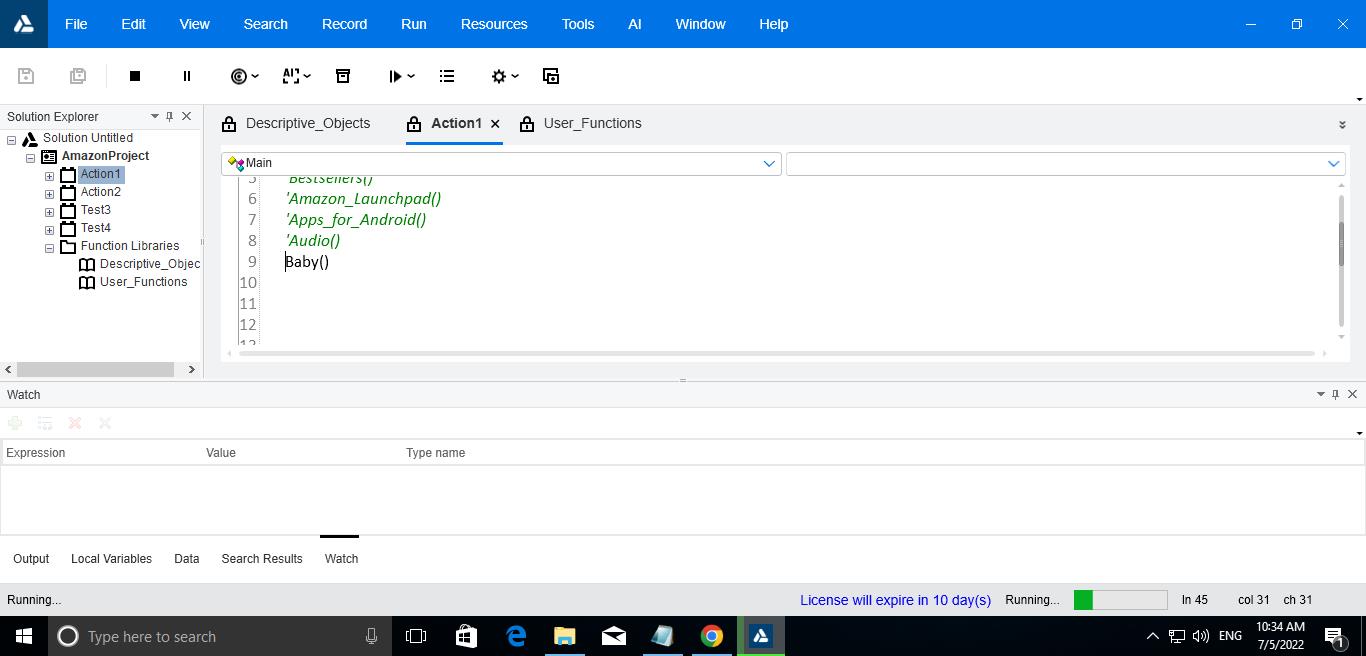 File Edit View Search Record Run Resources Tools AI Window Help
Solution Explorer
Solution Untitled
AmazonProject
Action1
Action2
Test3
Test4
Function Libraries
Descriptive_Objec
User_Functions
Descriptive_Objects Action1 User_Functions
Main
5 'Bestsellers()
6 'Amazon_Launchpad()
7 'Apps_for_Android()
8 'Audio()
9 Baby()
10
11
12
13
Watch
Expression Value Type name
Output Local Variables Data Search Results Watch
Running... License will expire in 10 day(s) Running... ln 45 col 31 ch 31
Type here to search ENG 10:34 AM
7/5/2022
1